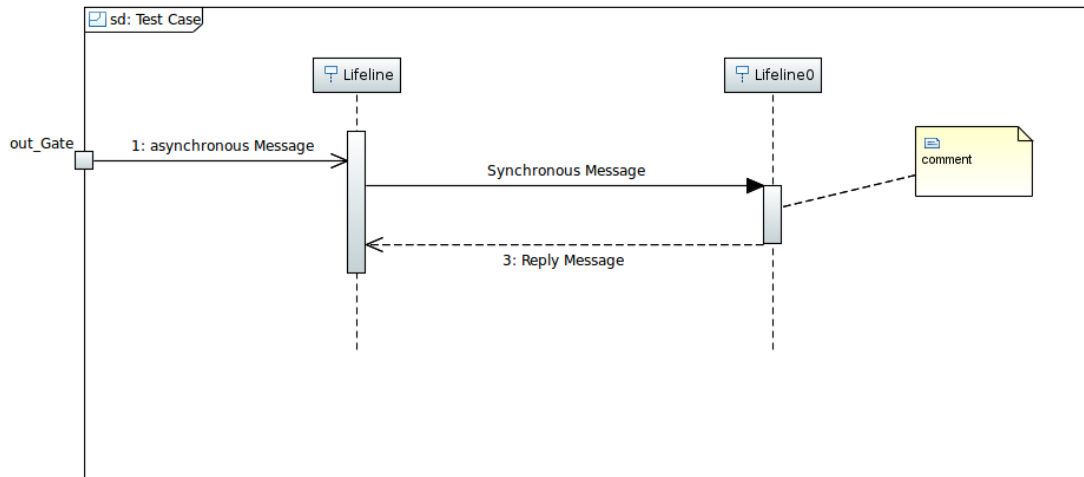 sd: Test Case
Lifeline
Lifeline0
out_Gate
1: asynchronous Message
comment
Synchronous Message
3: Reply Message